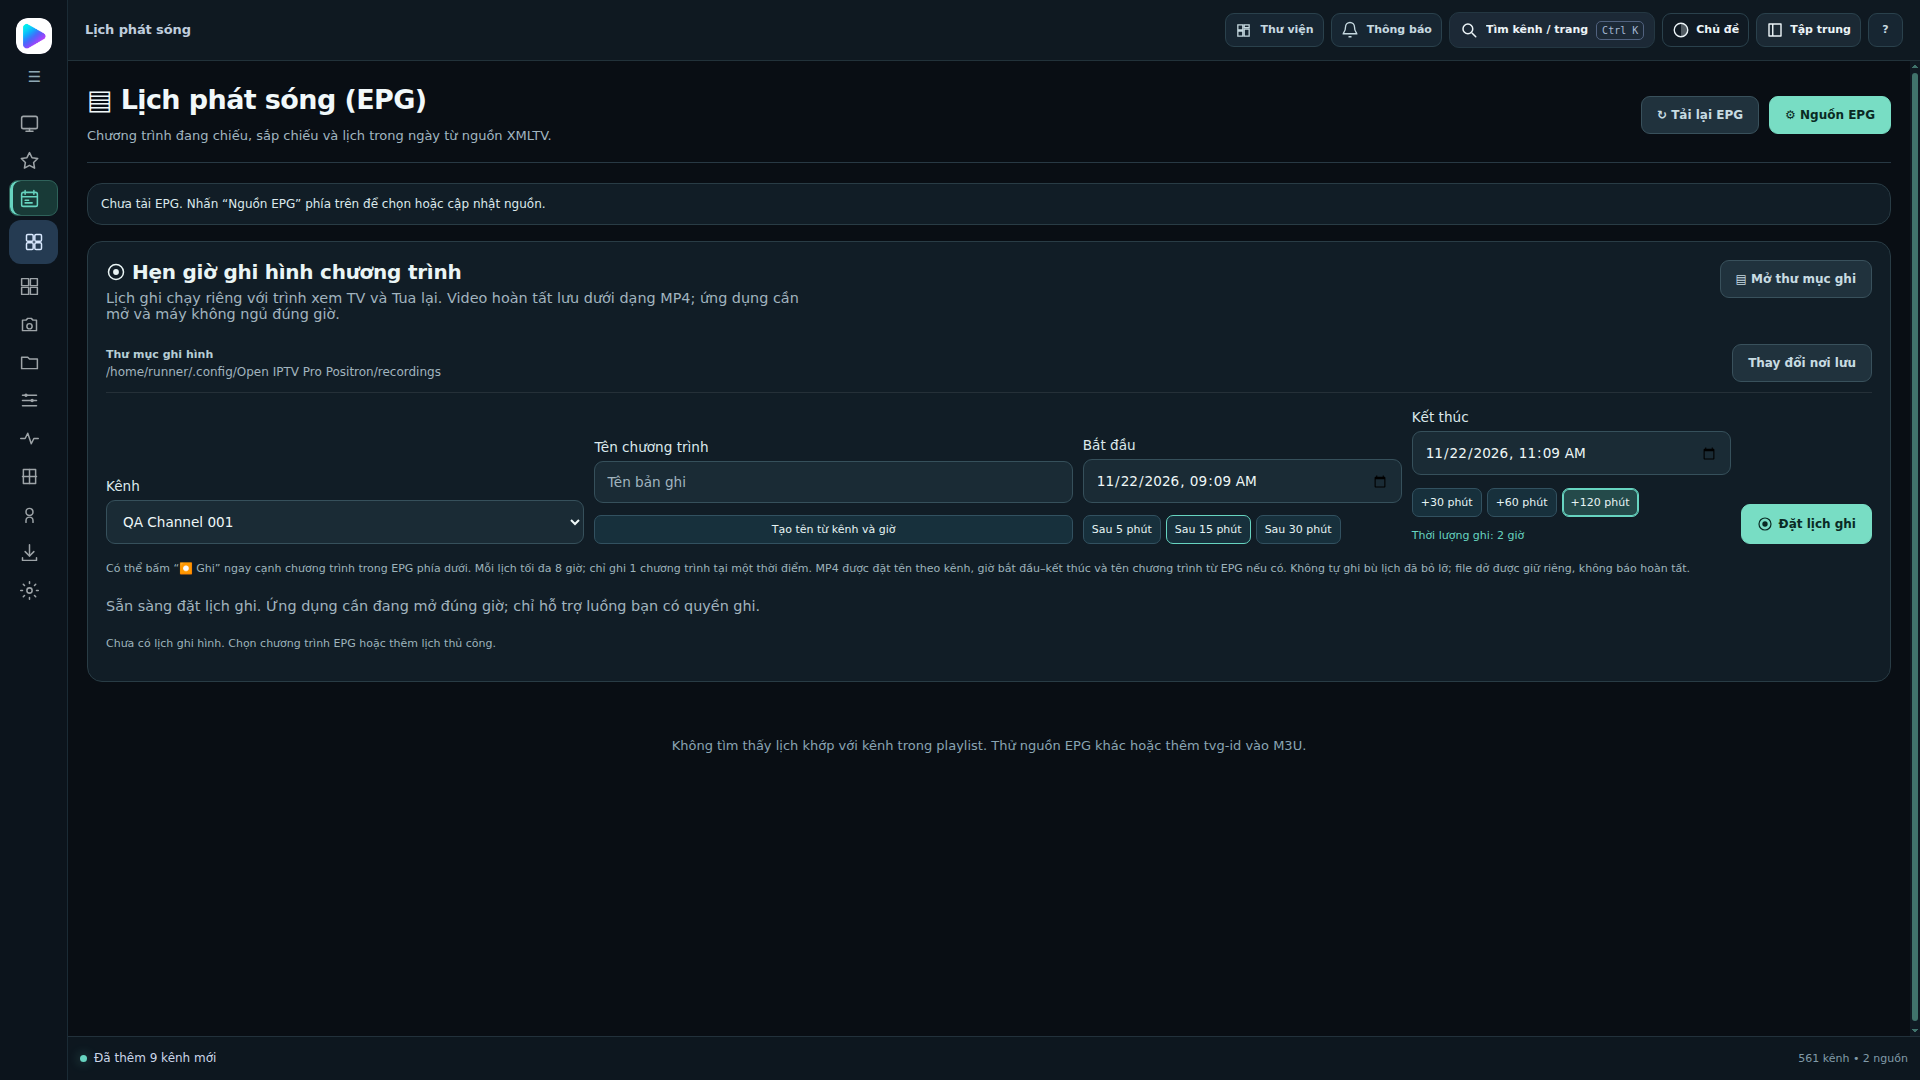 Lịch phát sóng
Thư viện
Thông báo
Tìm kênh / trang
Ctrl K
Chủ đề
Tập trung
?
Lịch phát sóng (EPG)
Chương trình đang chiếu, sắp chiếu và lịch trong ngày từ nguồn XMLTV.
↻ Tải lại EPG
⚙ Nguồn EPG
Chưa tải EPG. Nhấn “Nguồn EPG” phía trên để chọn hoặc cập nhật nguồn.
Hẹn giờ ghi hình chương trình
Lịch ghi chạy riêng với trình xem TV và Tua lại. Video hoàn tất lưu dưới dạng MP4; ứng dụng cần
mở và máy không ngủ đúng giờ.
▤ Mở thư mục ghi
Thư mục ghi hình
/home/runner/.config/Open IPTV Pro Positron/recordings
Thay đổi nơi lưu
Kênh
QA Channel 001
Tên chương trình
Tên bản ghi
Tạo tên từ kênh và giờ
Bắt đầu
11/22/2026, 09:09 AM
Sau 5 phút
Sau 15 phút
Sau 30 phút
Kết thúc
11/22/2026, 11:09 AM
+30 phút
+60 phút
+120 phút
Thời lượng ghi: 2 giờ
Đặt lịch ghi
Có thể bấm “⏺ Ghi” ngay cạnh chương trình trong EPG phía dưới. Mỗi lịch tối đa 8 giờ; chỉ ghi 1 chương trình tại một thời điểm. MP4 được đặt tên theo kênh, giờ bắt đầu–kết thúc và tên chương trình từ EPG nếu có. Không tự ghi bù lịch đã bỏ lỡ; file dở được giữ riêng, không báo hoàn tất.
Sẵn sàng đặt lịch ghi. Ứng dụng cần đang mở đúng giờ; chỉ hỗ trợ luồng bạn có quyền ghi.
Chưa có lịch ghi hình. Chọn chương trình EPG hoặc thêm lịch thủ công.
Không tìm thấy lịch khớp với kênh trong playlist. Thử nguồn EPG khác hoặc thêm tvg-id vào M3U.
Đã thêm 9 kênh mới
561 kênh • 2 nguồn